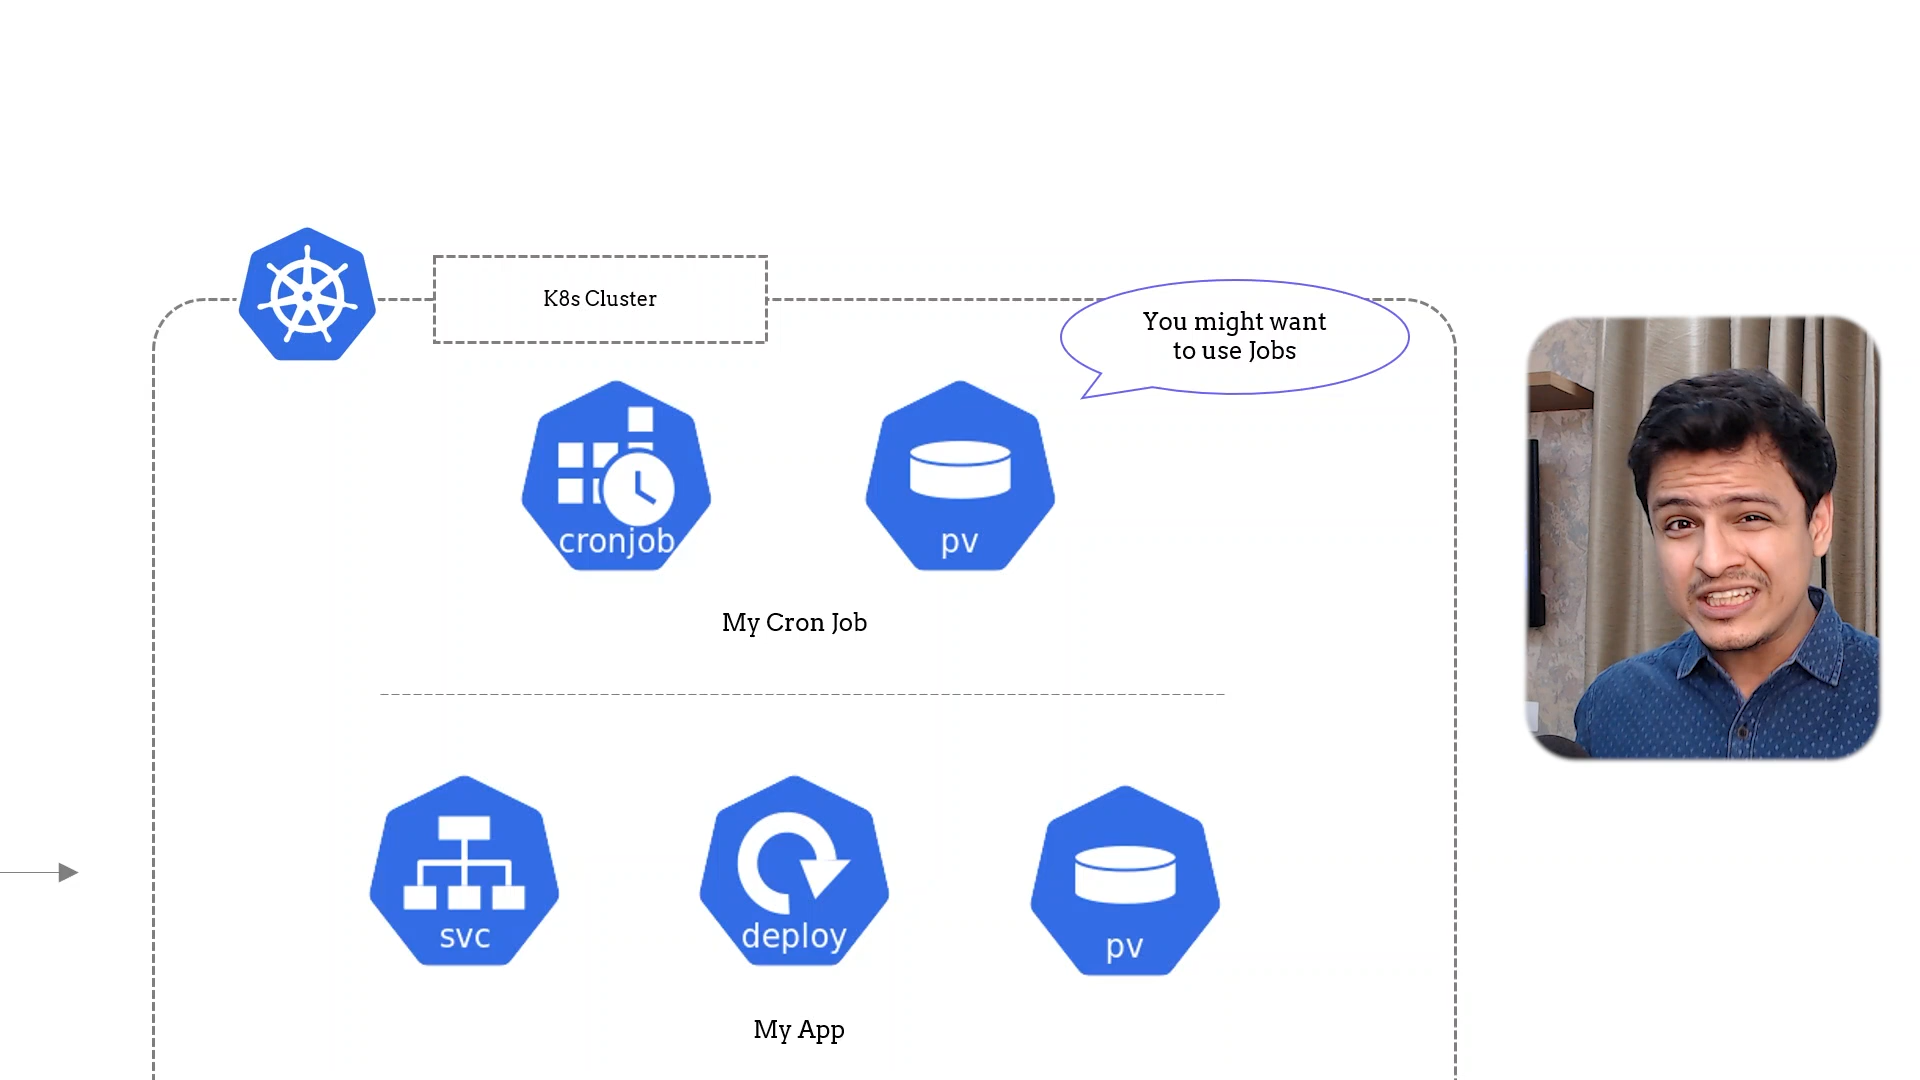 K8s Cluster
You might want
to use Jobs
cronjob
pv
My Cron Job
svc
deploy
pv
My App